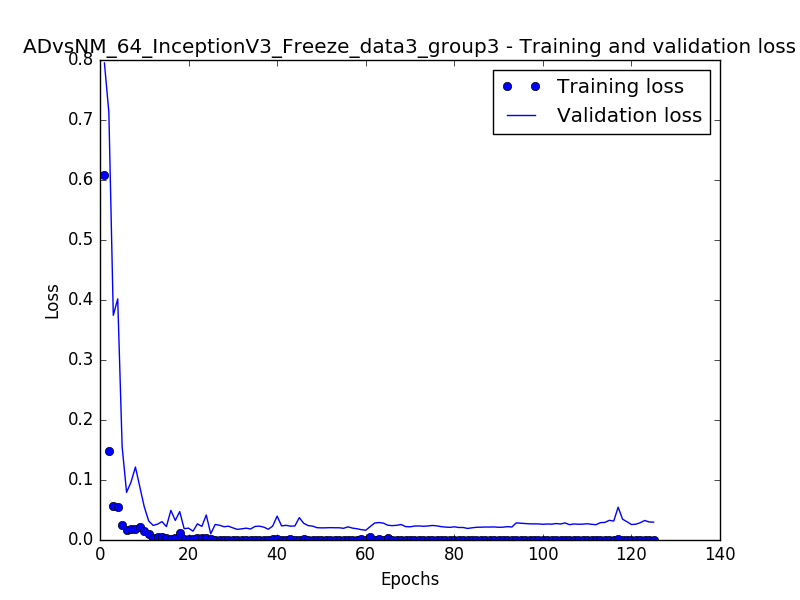 ADvsNM_64_InceptionV3_Freeze_data3_group3 - Training and validation loss
0.8
0.7
0.6
0.5
0.4
0.3
0.2
0.1
0.0
Loss
Training loss
Validation loss
0 20 40 60 80 100 120 140
Epochs